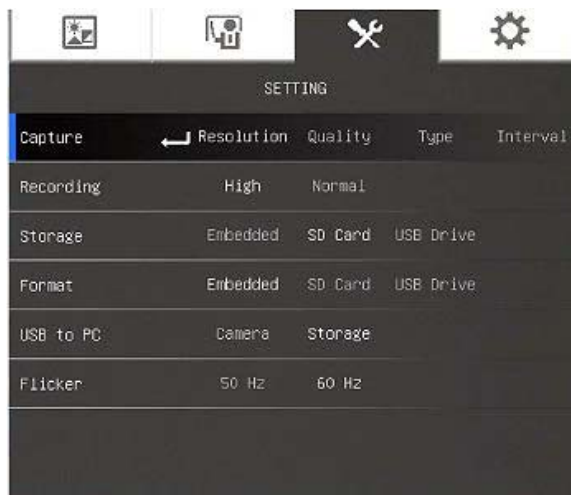 SETTING
Capture Resolution Quality Type Interval
Recording High Normal
Storage Embedded SD Card USB Drive
Format Embedded SD Card USB Drive
USB to PC Camera Storage
Flicker 50 Hz 60 Hz